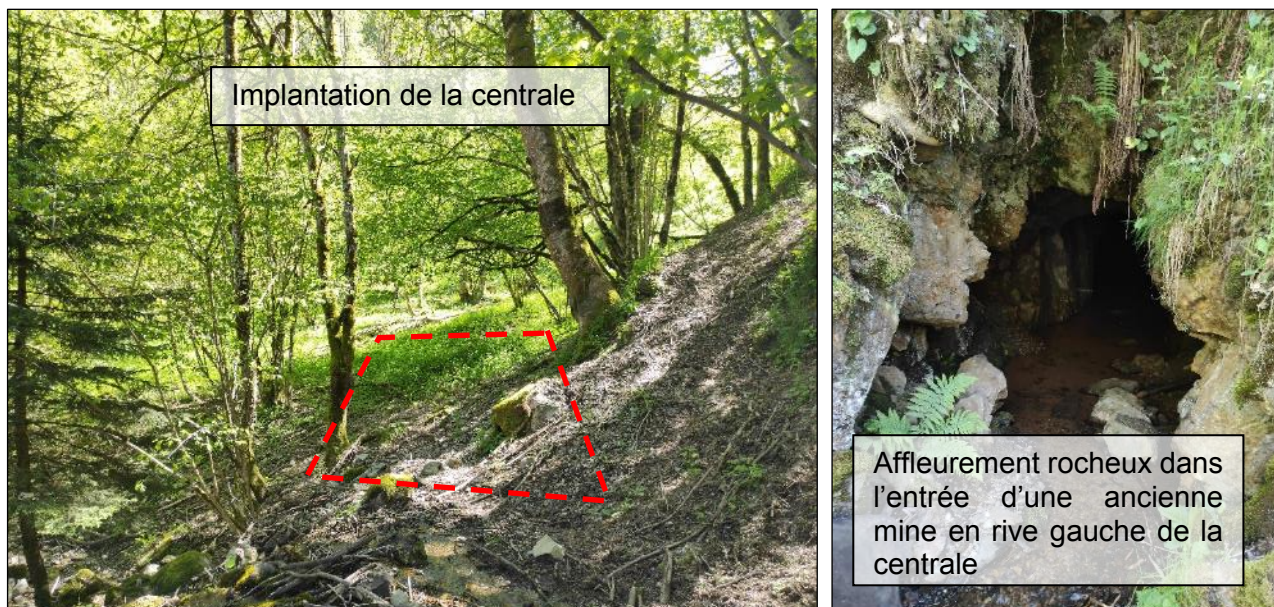 Implantation de la centrale
Affleurement rocheux dans
l'entrée d'une ancienne
mine en rive gauche de la
centrale